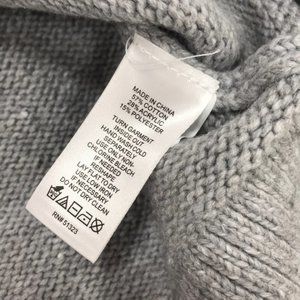 MADE IN CHINA
57% COTTON
28% ACRYLIC
15% POLYESTER
TURN GARMENT
INSIDE OUT
HAND WASH COLD
SEPARATELY
USE ONLY NON-
CHLORINE BLEACH
IF NEEDED
RESHAPE
LAY FLAT TO DRY
USE LOW IRON
IF NEEDED
DO NOT DRY CLEAN
RN# 51323